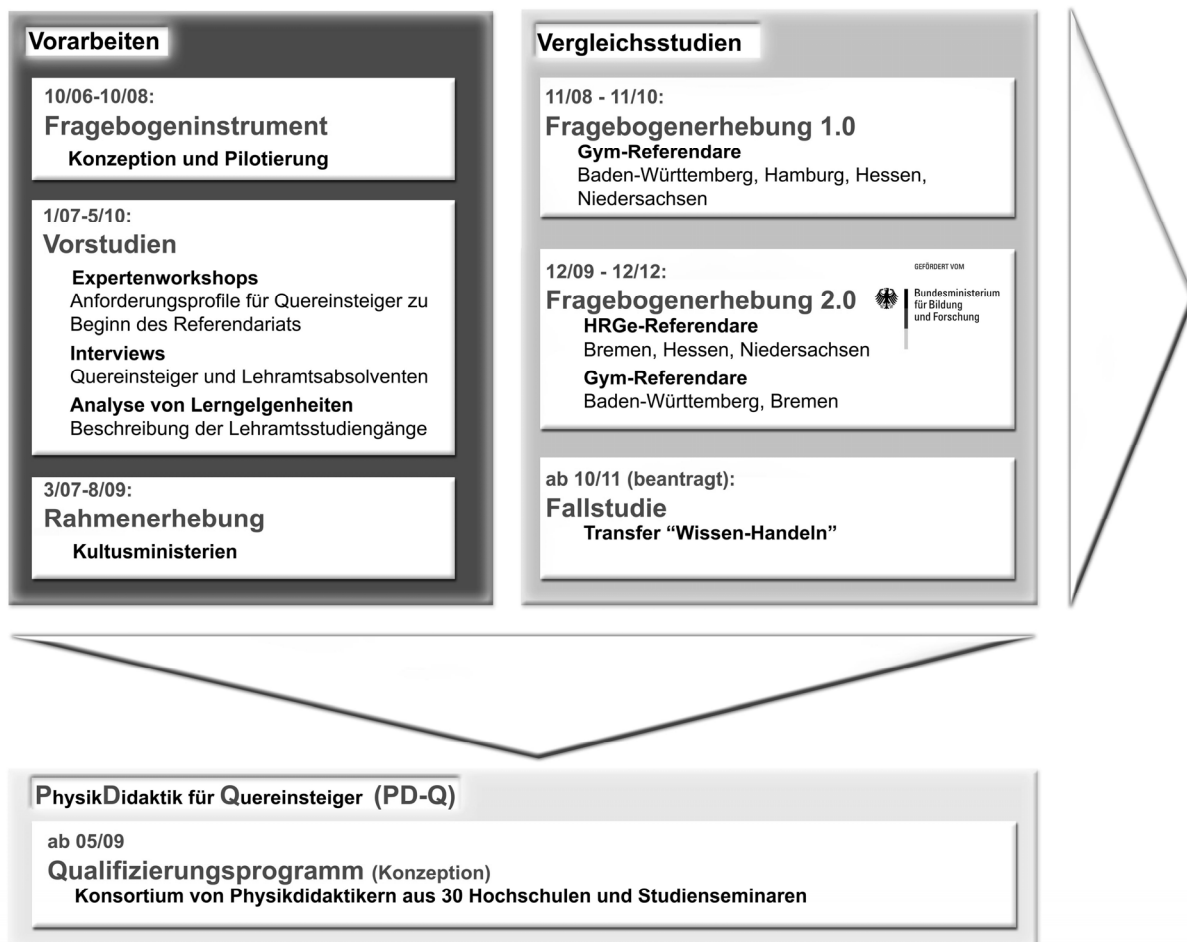 Vorarbeiten
10/06-10/08:
Fragebogeninstrument
Konzeption und Pilotierung
1/07-5/10:
Vorstudien
Expertenworkshops
Anforderungsprofile für Quereinsteiger zu
Beginn des Referendariats
Interviews
Quereinsteiger und Lehramtsabsolventen
Analyse von Lerngelgenheiten
Beschreibung der Lehramtsstudiengänge
3/07-8/09:
Rahmenerhebung
Kultusministerien
Vergleichsstudien
11/08 - 11/10:
Fragebogenerhebung 1.0
Gym-Referendare
Baden-Württemberg, Hamburg, Hessen,
Niedersachsen
12/09 - 12/12:
Fragebogenerhebung 2.0
HRGe-Referendare
Bremen, Hessen, Niedersachsen
Gym-Referendare
Baden-Württemberg, Bremen
GEFÖRDERT VOM
Bundesministerium
für Bildung
und Forschung
ab 10/11 (beantragt):
Fallstudie
Transfer “Wissen-Handeln”
PhysikDidaktik für Quereinsteiger (PD-Q)
ab 05/09
Qualifizierungsprogramm (Konzeption)
Konsortium von Physikdidaktikern aus 30 Hochschulen und Studienseminaren